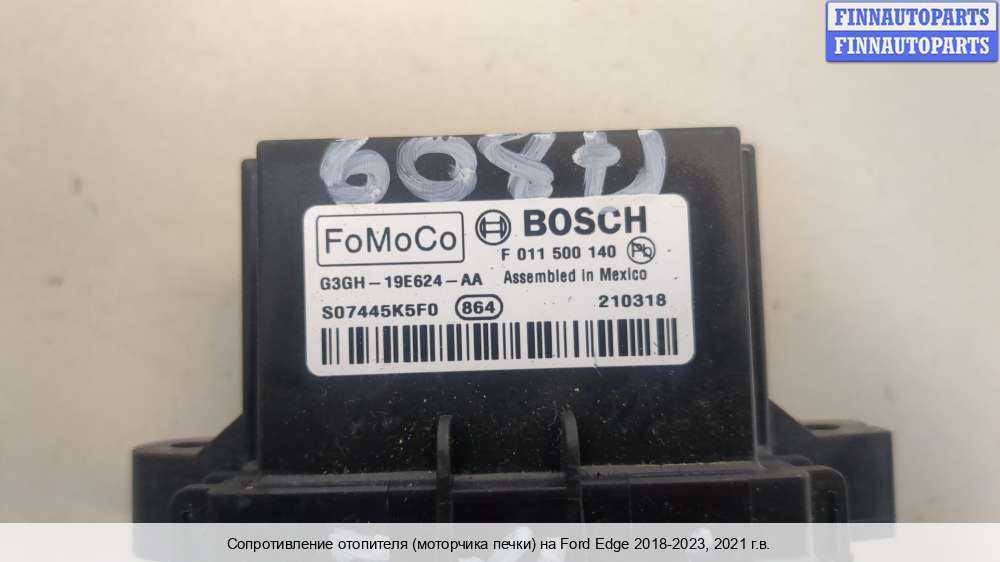 FINNAUTOPARTS
FINNAUTOPARTS
FoMoCo BOSCH
F 011 500 140 Pb
G3GH-19E624-AA Assembled in Mexico
S07445K5F0 864 210318
Сопротивление отопителя (моторчика печки) на Ford Edge 2018-2023, 2021 г.в.